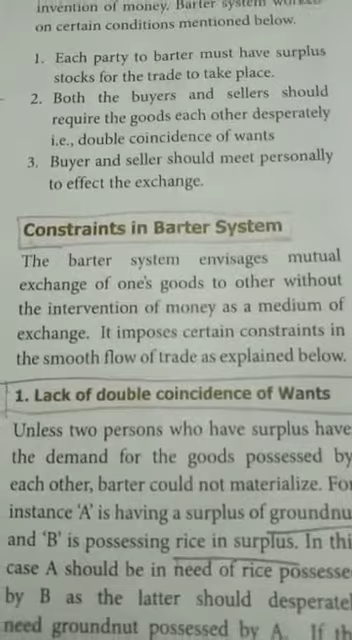 invention of money. Barter system worked
on certain conditions mentioned below.
1. Each party to barter must have surplus
stocks for the trade to take place.
2. Both the buyers and sellers should
require the goods each other desperately
i.e., double coincidence of wants
3. Buyer and seller should meet personally
to effect the exchange.
Constraints in Barter System
The barter system envisages mutual
exchange of one's goods to other without
the intervention of money as a medium of
exchange. It imposes certain constraints in
the smooth flow of trade as explained below.
1. Lack of double coincidence of Wants
Unless two persons who have surplus have
the demand for the goods possessed by
each other, barter could not materialize. For
instance 'A' is having a surplus of groundnu
and 'B' is possessing rice in surplus. In thi
case A should be in need of rice possesse
by B as the latter should desperatel
need groundnut possessed by A. If th